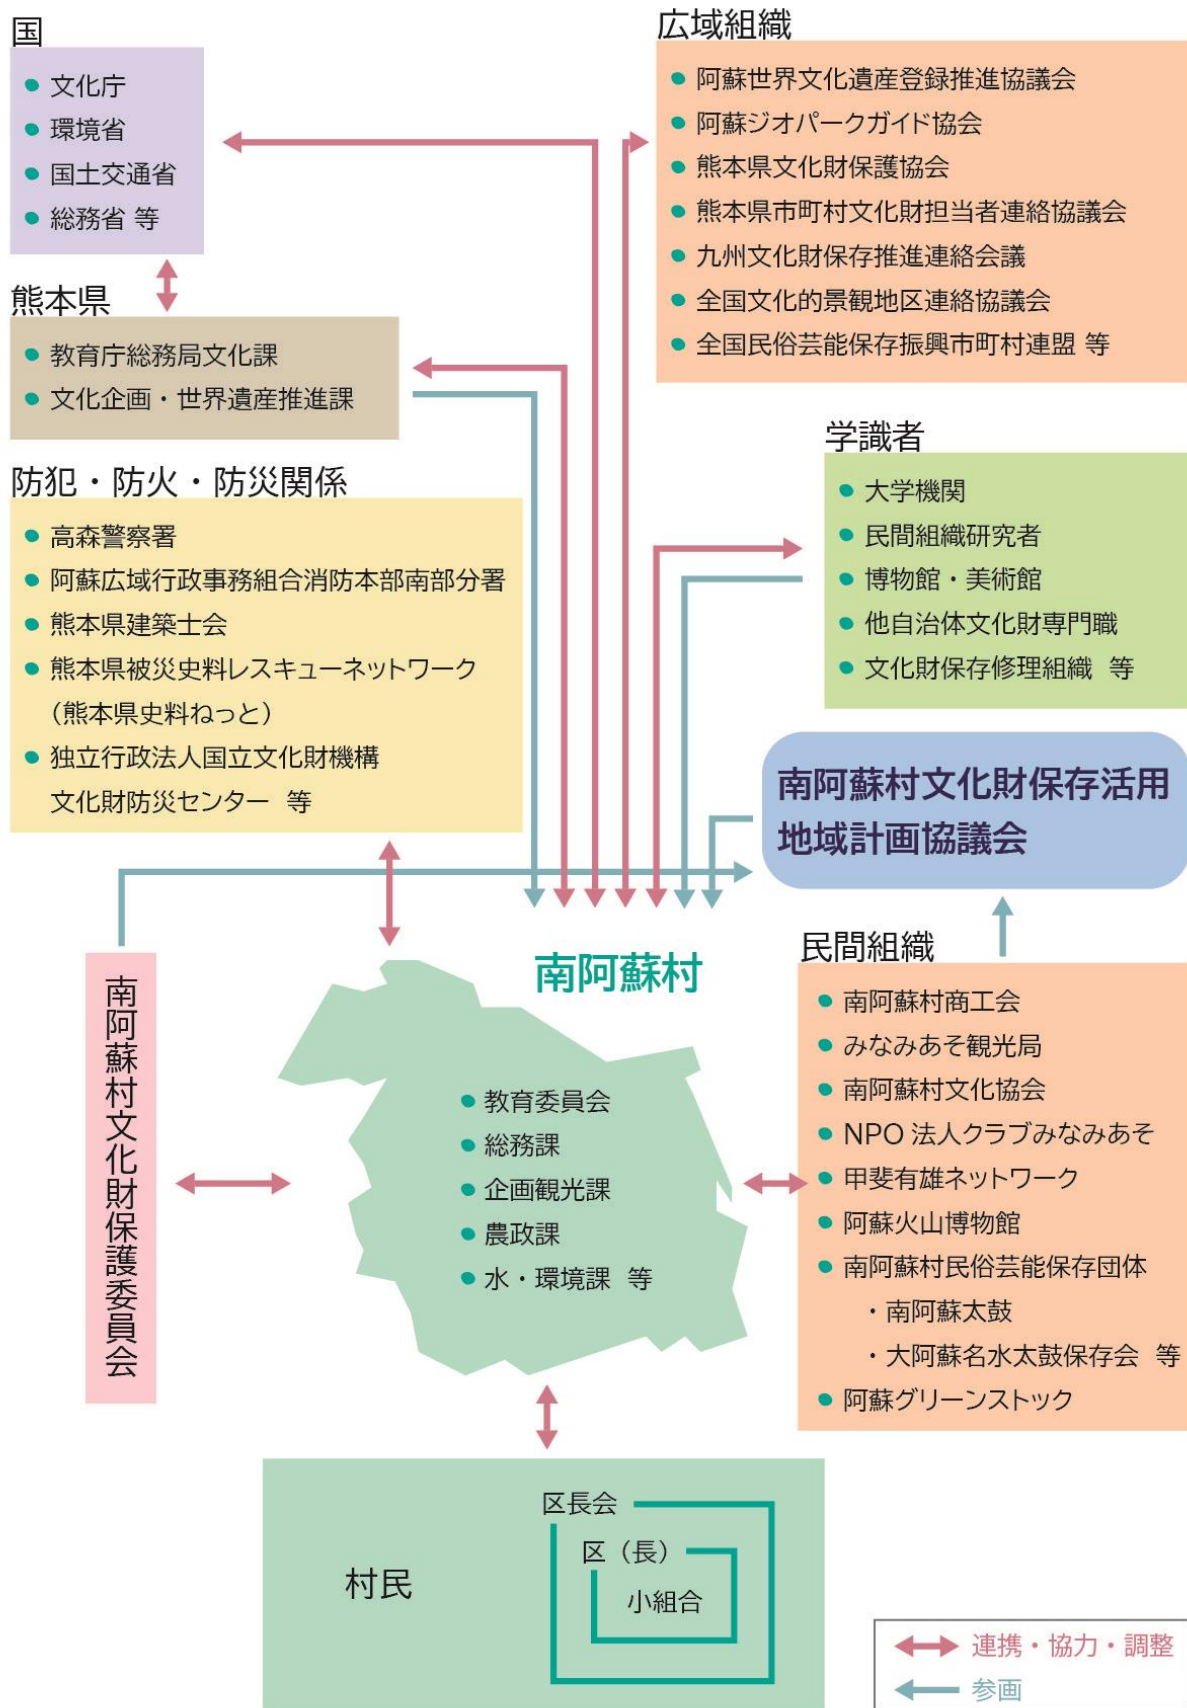 国
文化庁
環境省
国土交通省
総務省 等
広域組織
阿蘇世界文化遺産登録推進協議会
阿蘇ジオパークガイド協会
熊本県文化財保護協会
熊本県市町村文化財担当者連絡協議会
九州文化財保存推進連絡会議
全国文化的景観地区連絡協議会
全国民俗芸能保存振興市町村連盟 等
熊本県
教育庁総務局文化課
文化企画・世界遺産推進課
学識者
大学機関
民間組織研究者
博物館・美術館
他自治体文化財専門職
文化財保存修理組織 等
防犯・防火・防災関係
高森警察署
阿蘇広域行政事務組合消防本部南部分署
熊本県建築士会
熊本県被災史料レスキューネットワーク
（熊本県史料ねっと）
独立行政法人国立文化財機構
文化財防災センター 等
南阿蘇村文化財保存活用
地域計画協議会
南阿蘇村文化財保護委員会
南阿蘇村
教育委員会
総務課
企画観光課
農政課
水・環境課 等
民間組織
南阿蘇村商工会
みなみあそ観光局
南阿蘇村文化協会
NPO 法人クラブみなみあそ
甲斐有雄ネットワーク
阿蘇火山博物館
南阿蘇村民俗芸能保存団体
・南阿蘇太鼓
・大阿蘇名水太鼓保存会 等
阿蘇グリーンストック
村民
区長会
区（長）
小組合
連携・協力・調整
参画